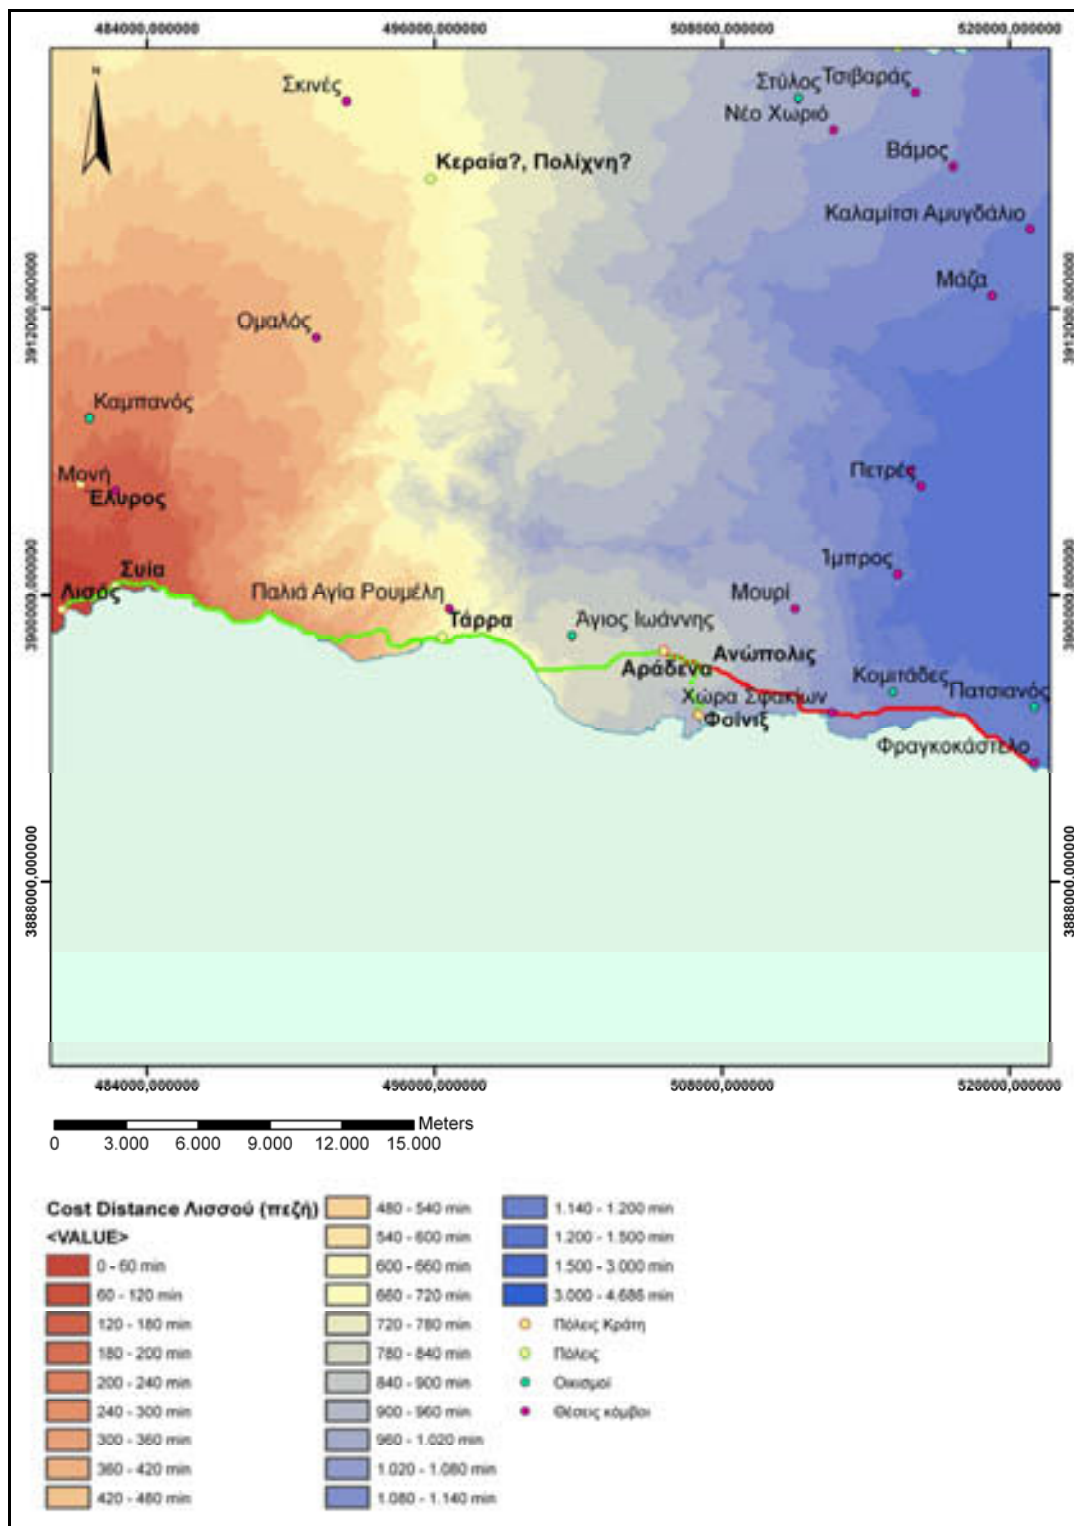 484000,000000 496000,000000 508000,000000 520000,000000
N
Σκινές
Στύλος
Τσιβαράς
Νέο Χωριό
Βάμος
Κεραία?, Πολίχνη?
Καλαμίτσι Αμυγδάλιο
Μάζα
3912000,000000
3912000,000000
Ομαλός
Καμπανός
Μονή
Έλυρος
Πετρές
Ίμπρος
Συία
Λισός
Παλιά Αγία Ρουμέλη
Τάρρα
Άγιος Ιωάννης
Μουρί
3900000,000000
3900000,000000
Αράδενα
Ανώπολις
Χώρα Σφακίων
Φοίνιξ
Κομιτάδες
Πατσιανός
Φραγκοκάστελο
3888000,000000
3888000,000000
484000,000000 496000,000000 508000,000000 520000,000000
Meters
0 3.000 6.000 9.000 12.000 15.000
Cost Distance Λισσού (πεζή)
<VALUE>
0 - 60 min
60 - 120 min
120 - 180 min
180 - 200 min
200 - 240 min
240 - 300 min
300 - 360 min
360 - 420 min
420 - 480 min
480 - 540 min
540 - 600 min
600 - 660 min
660 - 720 min
720 - 780 min
780 - 840 min
840 - 900 min
900 - 960 min
960 - 1.020 min
1.020 - 1.080 min
1.080 - 1.140 min
1.140 - 1.200 min
1.200 - 1.500 min
1.500 - 3.000 min
3.000 - 4.686 min
Πόλεις Κράτη
Πόλεις
Οικισμοί
Θέσεις κόμβοι